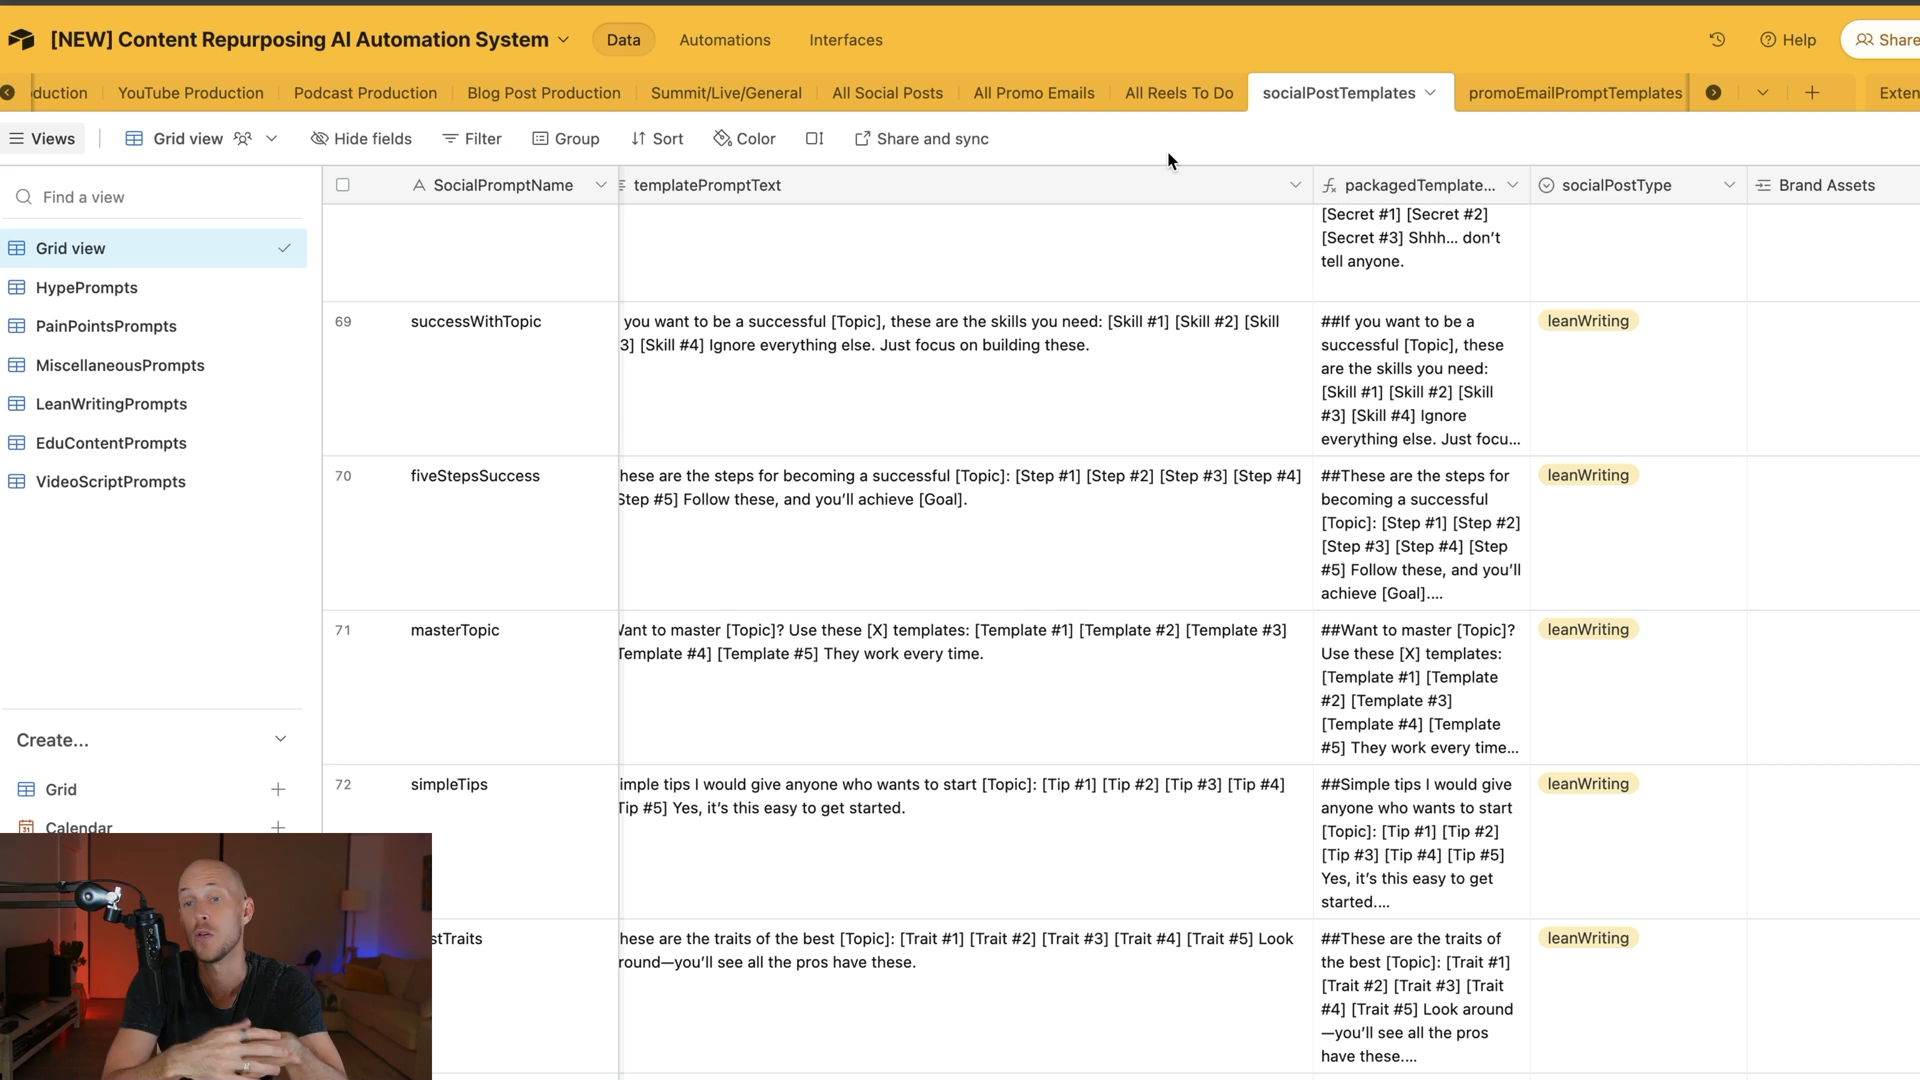 [NEW] Content Repurposing AI Automation System
Data
Automations
Interfaces
Help
Share
duction
YouTube Production
Podcast Production
Blog Post Production
Summit/Live/General
All Social Posts
All Promo Emails
All Reels To Do
socialPostTemplates
promoEmailPromptTemplates
Exten
Views
Grid view
Hide fields
Filter
Group
Sort
Color
Share and sync
Find a view
Grid view
HypePrompts
PainPointsPrompts
MiscellaneousPrompts
LeanWritingPrompts
EduContentPrompts
VideoScriptPrompts
Create...
Grid
Calendar
SocialPromptName
templatePromptText
packagedTemplate...
socialPostType
Brand Assets
[Secret #1] [Secret #2]
[Secret #3] Shhh... don't
tell anyone.
69
successWithTopic
you want to be a successful [Topic], these are the skills you need: [Skill #1] [Skill #2] [Skill
3] [Skill #4] Ignore everything else. Just focus on building these.
##If you want to be a
successful [Topic], these
are the skills you need:
[Skill #1] [Skill #2] [Skill
#3] [Skill #4] Ignore
everything else. Just focu...
leanWriting
70
fiveStepsSuccess
hese are the steps for becoming a successful [Topic]: [Step #1] [Step #2] [Step #3] [Step #4]
Step #5] Follow these, and you'll achieve [Goal].
##These are the steps for
becoming a successful
[Topic]: [Step #1] [Step #2]
[Step #3] [Step #4] [Step
#5] Follow these, and you'll
achieve [Goal]....
leanWriting
71
masterTopic
Want to master [Topic]? Use these [X] templates: [Template #1] [Template #2] [Template #3]
Template #4] [Template #5] They work every time.
##Want to master [Topic]?
Use these [X] templates:
[Template #1] [Template
#2] [Template #3]
[Template #4] [Template
#5] They work every time...
leanWriting
72
simpleTips
imple tips I would give anyone who wants to start [Topic]: [Tip #1] [Tip #2] [Tip #3] [Tip #4]
Tip #5] Yes, it's this easy to get started.
##Simple tips I would give
anyone who wants to start
[Topic]: [Tip #1] [Tip #2]
[Tip #3] [Tip #4] [Tip #5]
Yes, it's this easy to get
started....
leanWriting
stTraits
hese are the traits of the best [Topic]: [Trait #1] [Trait #2] [Trait #3] [Trait #4] [Trait #5] Look
round—you'll see all the pros have these.
##These are the traits of
the best [Topic]: [Trait #1]
[Trait #2] [Trait #3] [Trait
#4] [Trait #5] Look around
—you'll see all the pros
have these....
leanWriting